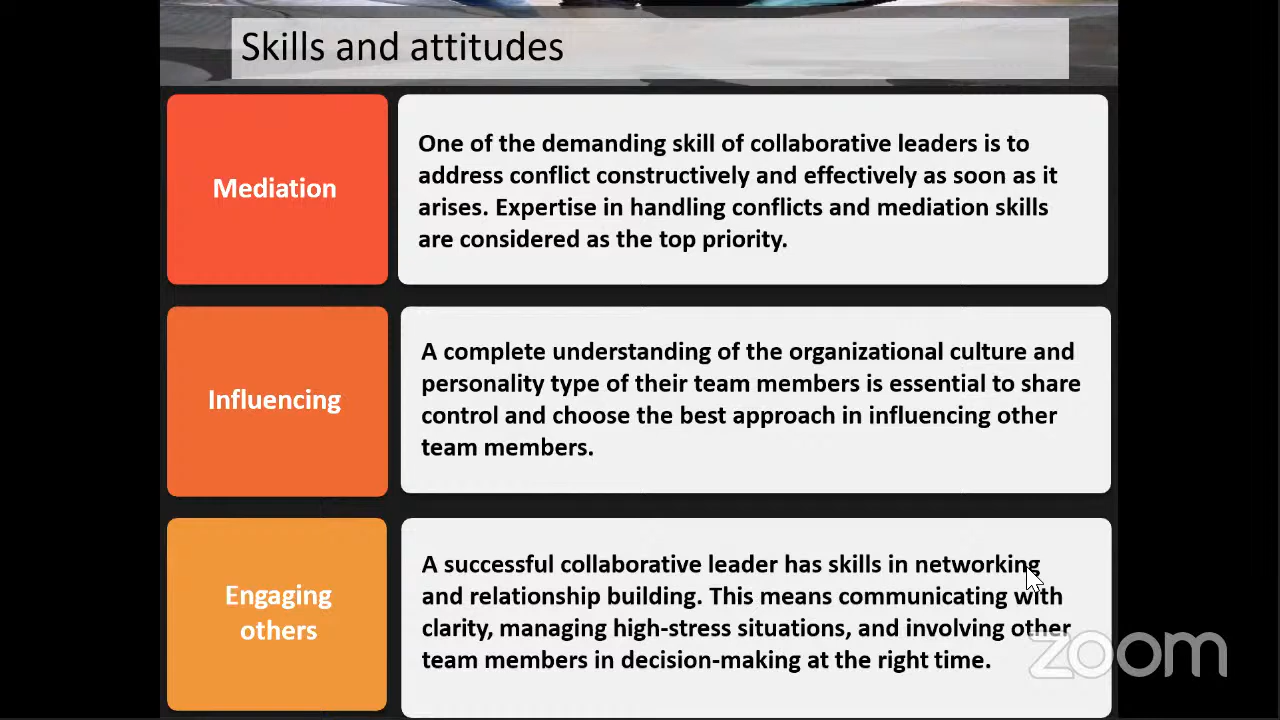 Skills and attitudes
Mediation
One of the demanding skill of collaborative leaders is to
address conflict constructively and effectively as soon as it
arises. Expertise in handling conflicts and mediation skills
are considered as the top priority.
Influencing
A complete understanding of the organizational culture and
personality type of their team members is essential to share
control and choose the best approach in influencing other
team members.
Engaging
others
A successful collaborative leader has skills in networking
and relationship building. This means communicating with
clarity, managing high-stress situations, and involving other
team members in decision-making at the right time.
zoom